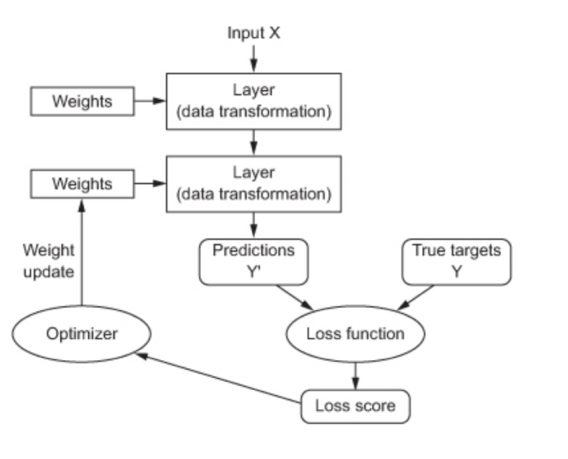 Input X
Layer
(data transformation)
Weights
Layer
(data transformation)
Weights
Predictions
Y'
True targets
Y
Weight
update
Optimizer
Loss function
Loss score